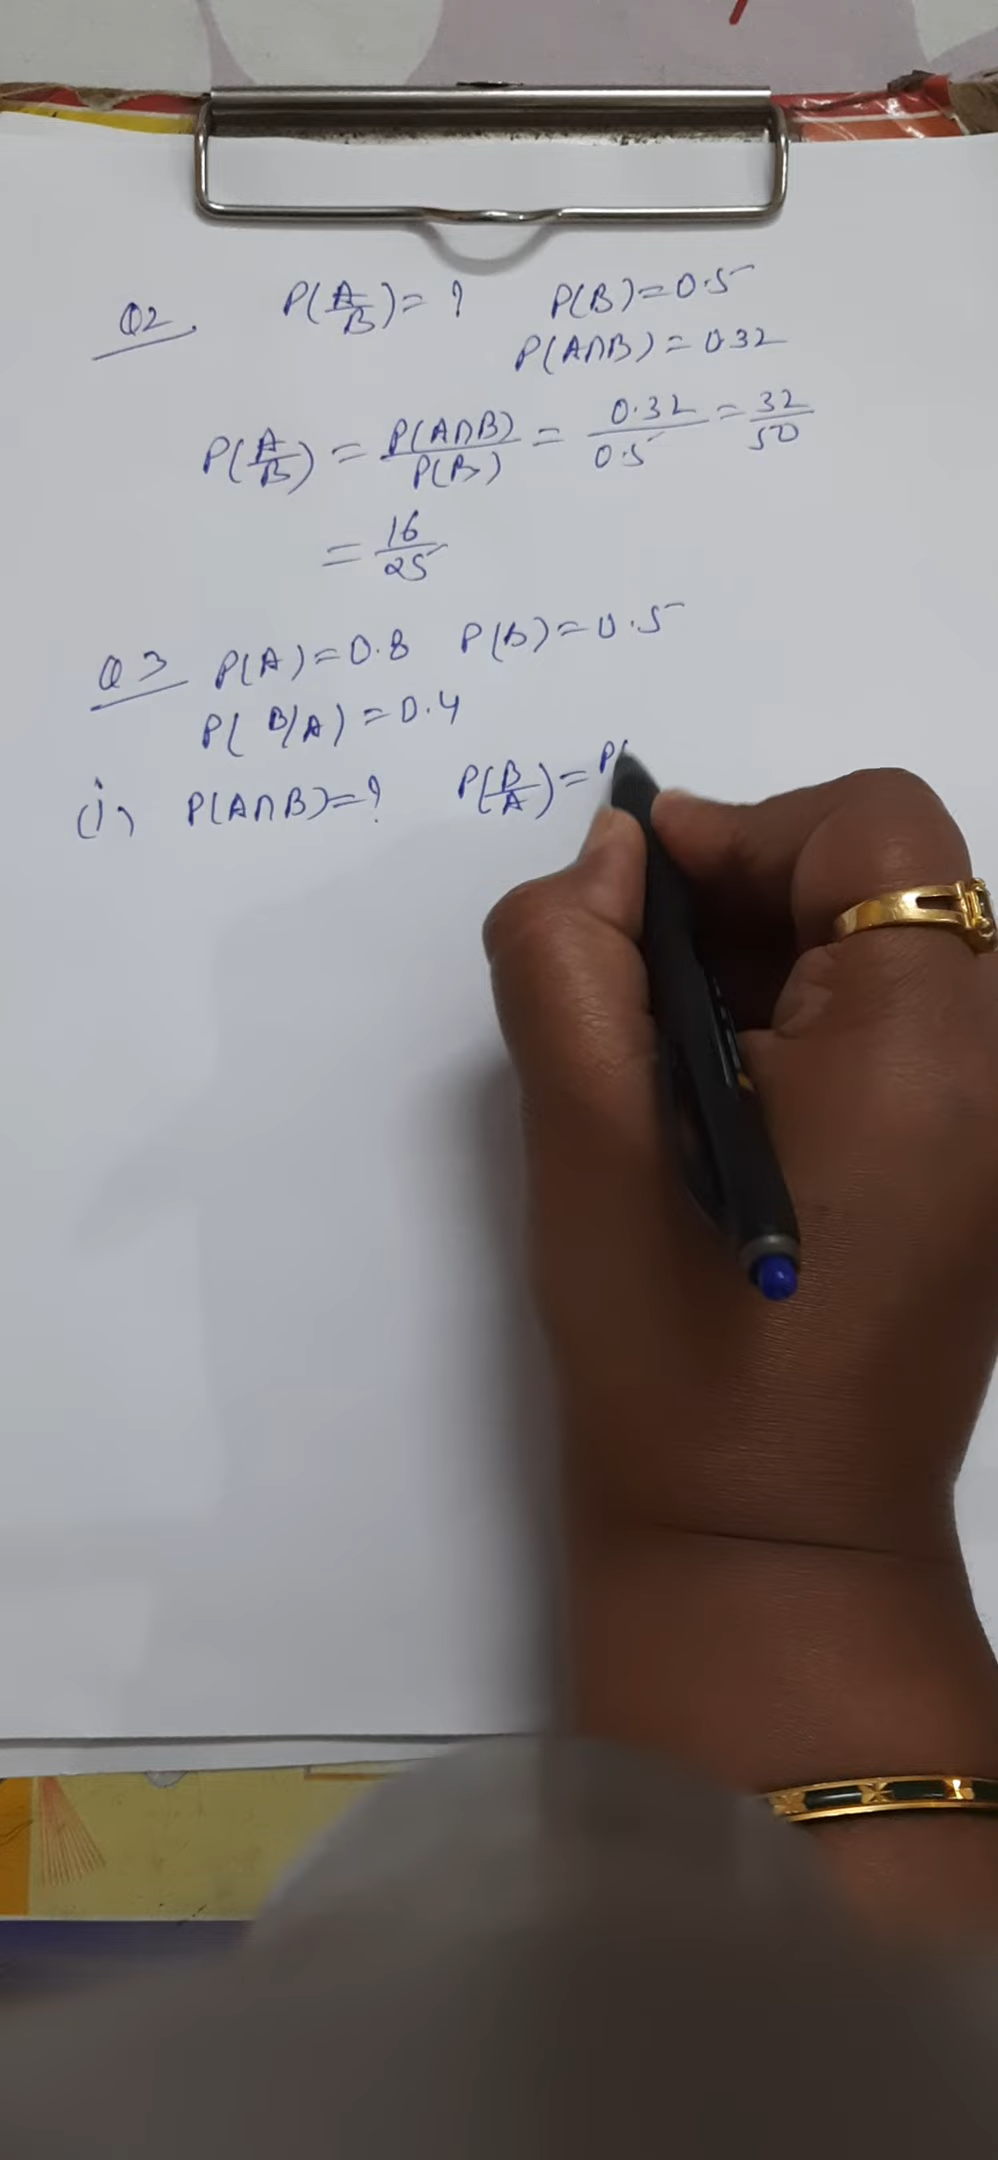 Q2. P(A/B)=? P(B)=0.5
P(A∩B)=0.32
P(A/B) = P(A∩B)/P(B) = 0.32/0.5 = 32/50
= 16/25
Q3 P(A)=0.8 P(B)=0.5
P(B/A)=0.4
(i) P(A∩B)=? P(B/A)=P(